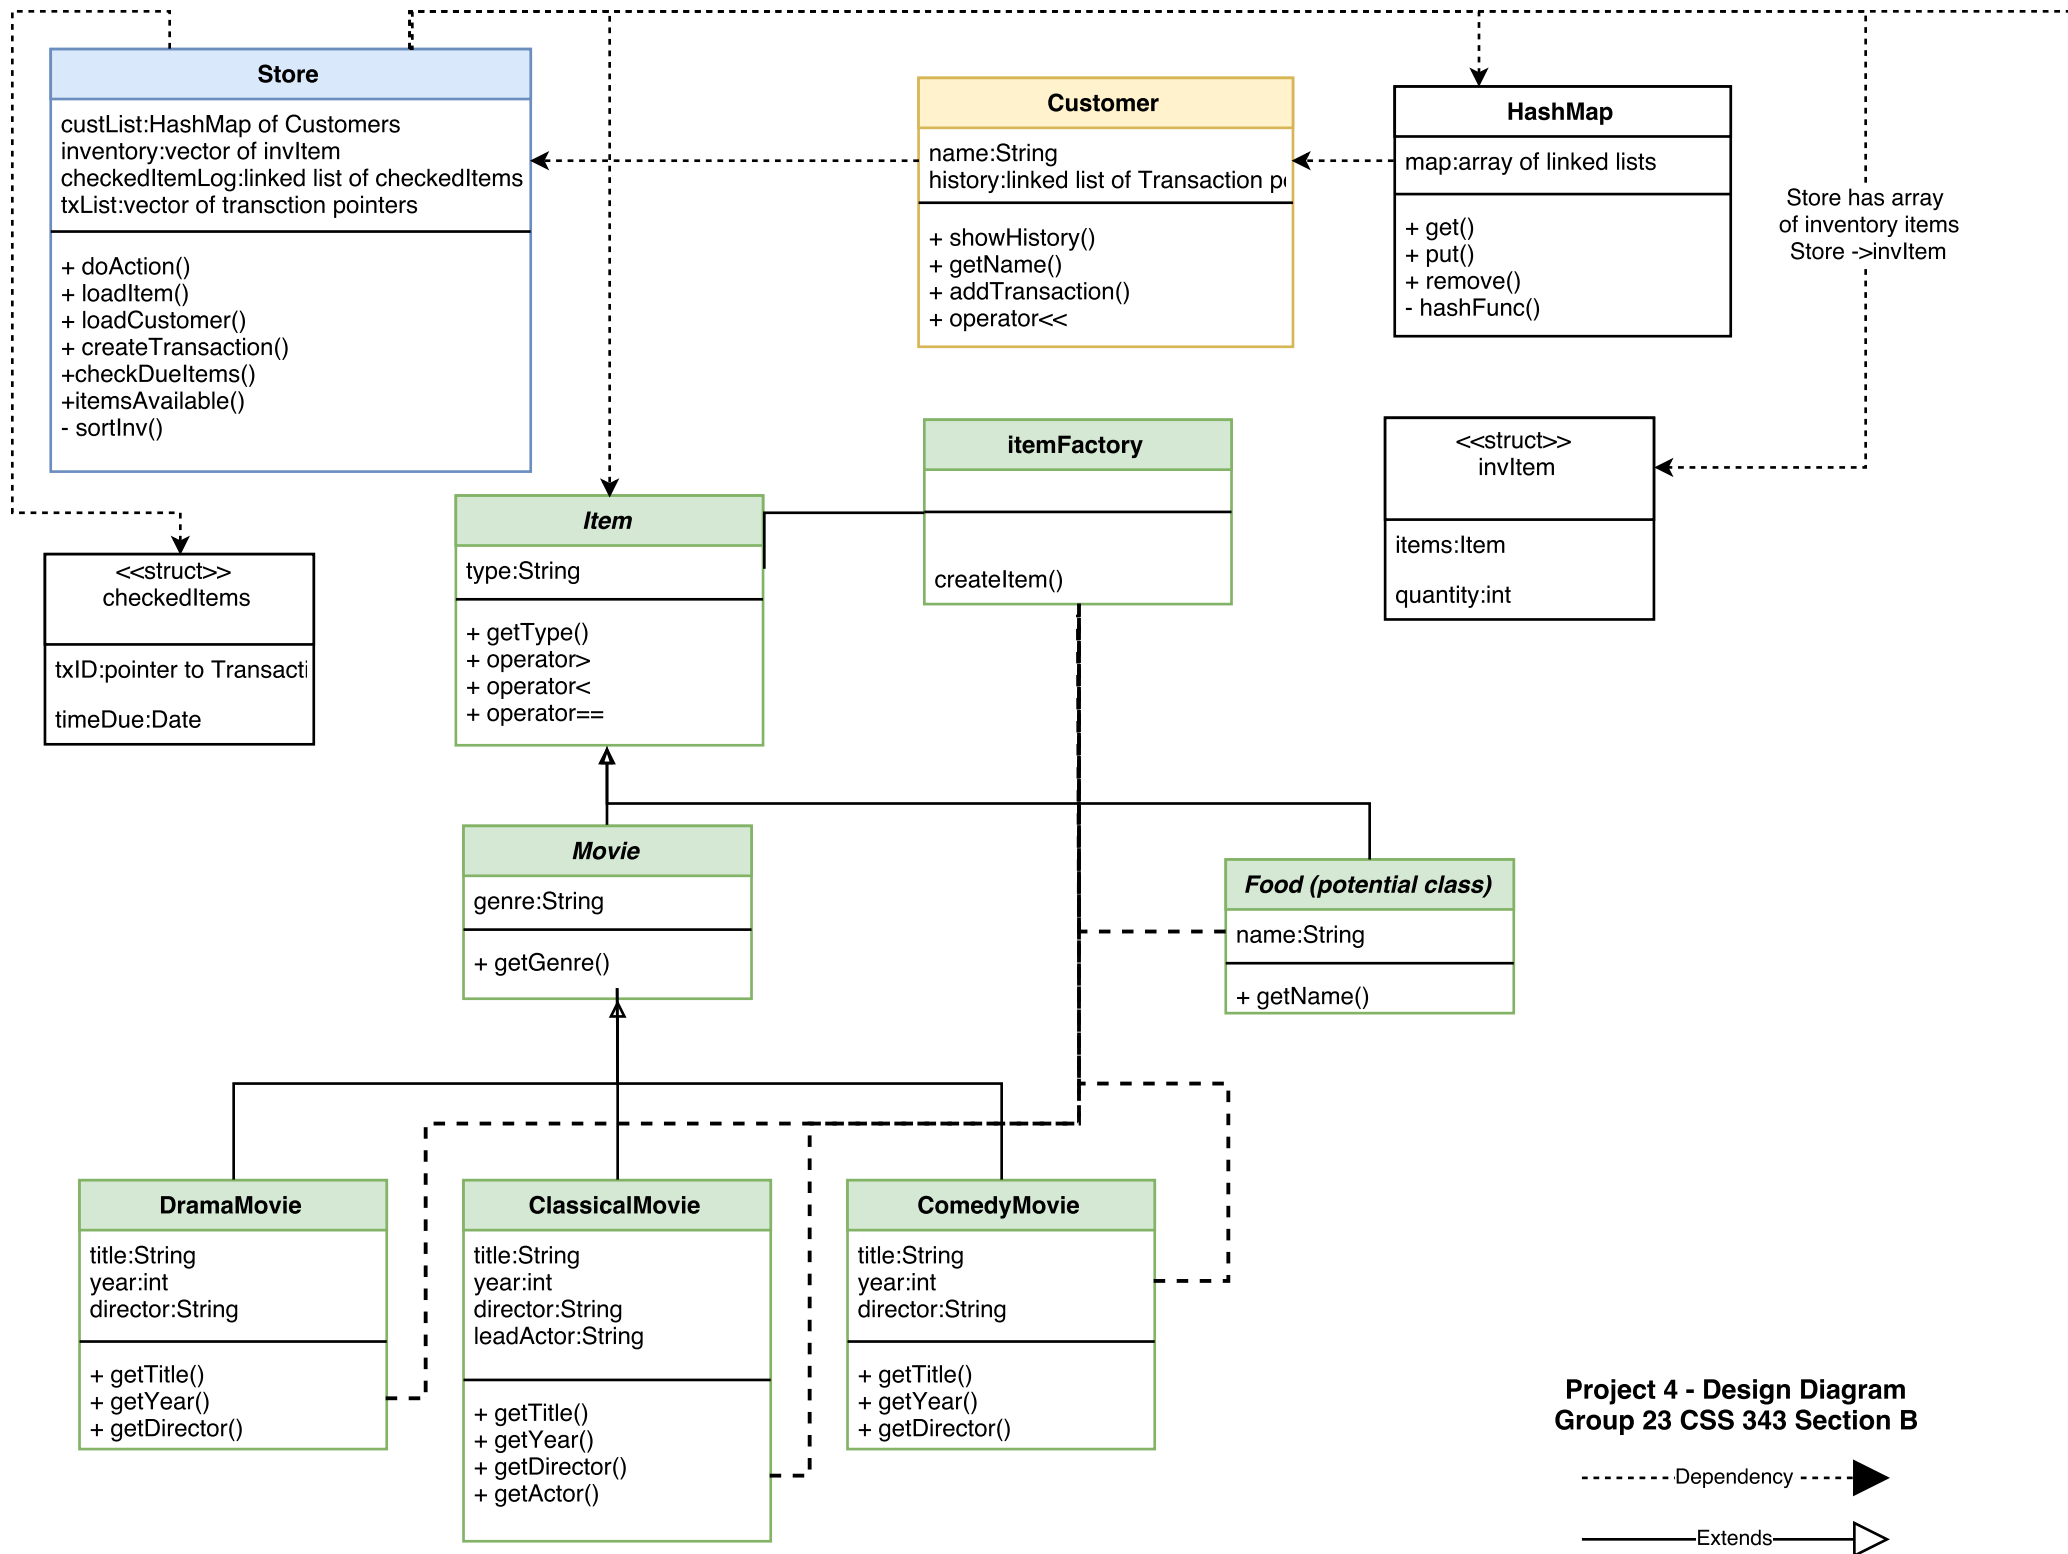 Store
custList:HashMap of Customers
inventory:vector of invItem
checkedItemLog:linked list of checkedItems
txList:vector of transction pointers
+ doAction()
+ loadItem()
+ loadCustomer()
+ createTransaction()
+checkDueItems()
+itemsAvailable()
- sortInv()
Customer
name:String
history:linked list of Transaction
+ showHistory()
+ getName()
+ addTransaction()
+ operator<<
HashMap
map:array of linked lists
+ get()
+ put()
+ remove()
- hashFunc()
Store has array
of inventory items
Store ->invItem
<<struct>>
checkedItems
txID:pointer to Transacti
timeDue:Date
Item
type:String
+ getType()
+ operator>
+ operator<
+ operator==
itemFactory
createItem()
<<struct>>
invItem
items:Item
quantity:int
Movie
genre:String
+ getGenre()
Food (potential class)
name:String
+ getName()
DramaMovie
title:String
year:int
director:String
+ getTitle()
+ getYear()
+ getDirector()
ClassicalMovie
title:String
year:int
director:String
leadActor:String
+ getTitle()
+ getYear()
+ getDirector()
+ getActor()
ComedyMovie
title:String
year:int
director:String
+ getTitle()
+ getYear()
+ getDirector()
Project 4 - Design Diagram
Group 23 CSS 343 Section B
Dependency
Extends